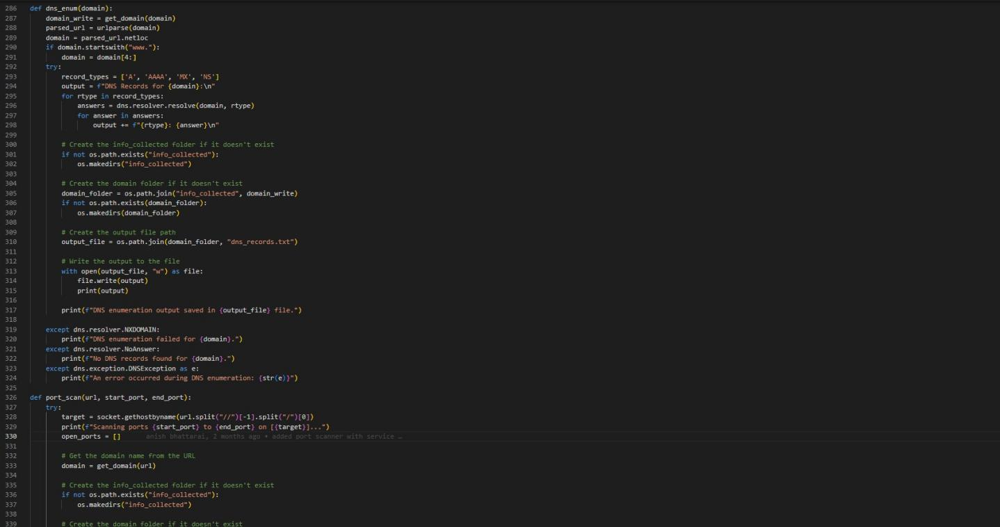 286 def dns_enum(domain):
287     domain_write = get_domain(domain)
288     parsed_url = urlparse(domain)
289     domain = parsed_url.netloc
290     if domain.startswith("www."):
291         domain = domain[4:]
292     try:
293         record_types = ['A', 'AAAA', 'MX', 'NS']
294         output = f"DNS Records for {domain}:\n"
295         for rtype in record_types:
296             answers = dns.resolver.resolve(domain, rtype)
297             for answer in answers:
298                 output += f"{rtype}: {answer}\n"
299
300         # Create the info_collected folder if it doesn't exist
301         if not os.path.exists("info_collected"):
302             os.makedirs("info_collected")
303
304         # Create the domain folder if it doesn't exist
305         domain_folder = os.path.join("info_collected", domain_write)
306         if not os.path.exists(domain_folder):
307             os.makedirs(domain_folder)
308
309         # Create the output file path
310         output_file = os.path.join(domain_folder, "dns_records.txt")
311
312         # Write the output to the file
313         with open(output_file, "w") as file:
314             file.write(output)
315             print(output)
316
317         print(f"DNS enumeration output saved in {output_file} file.")
318
319     except dns.resolver.NXDOMAIN:
320         print(f"DNS enumeration failed for {domain}.")
321     except dns.resolver.NoAnswer:
322         print(f"No DNS records found for {domain}.")
323     except dns.exception.DNSException as e:
324         print(f"An error occurred during DNS enumeration: {str(e)}")
325
326 def port_scan(url, start_port, end_port):
327     try:
328         target = socket.gethostbyname(url.split("//")[-1].split("/")[0])
329         print(f"Scanning ports {start_port} to {end_port} on [{target}]...")
330         open_ports = []     anish bhattarai, 2 months ago • added port scanner with service …
331
332         # Get the domain name from the URL
333         domain = get_domain(url)
334
335         # Create the info_collected folder if it doesn't exist
336         if not os.path.exists("info_collected"):
337             os.makedirs("info_collected")
338
339         # Create the domain folder if it doesn't exist